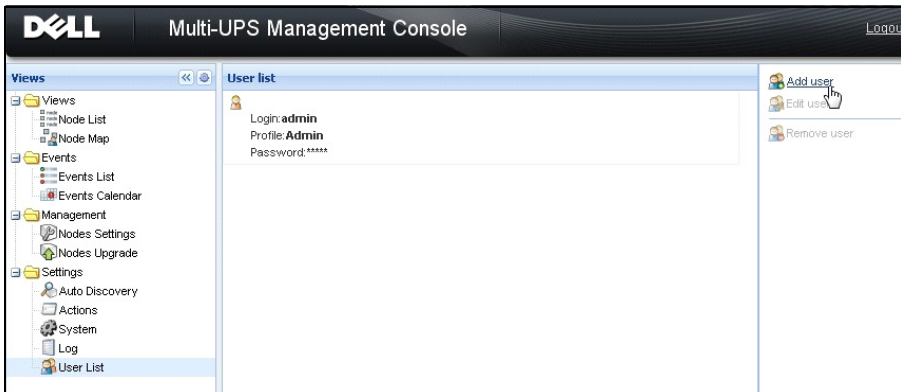 DELL
Multi-UPS Management Console
Views
Views
Node List
Node Map
Events
Events List
Events Calendar
Management
Nodes Settings
Nodes Upgrade
Settings
Auto Discovery
Actions
System
Log
User List
User list
Login:admin
Profile:Admin
Password:*****
Add user
Edit
Remove user